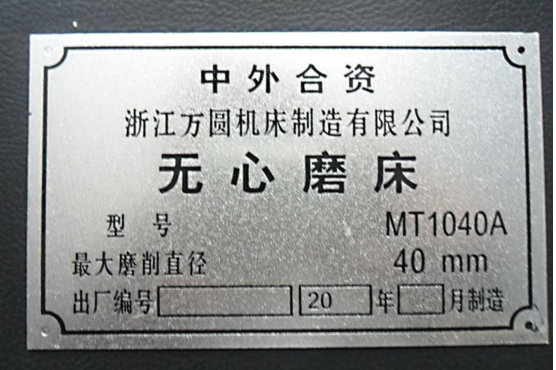 中外合资
浙江万圆机床制造有限公司
无心磨床
型号 MT1040A
最大磨削直径 40 mm
出厂编号 20 年 月制造